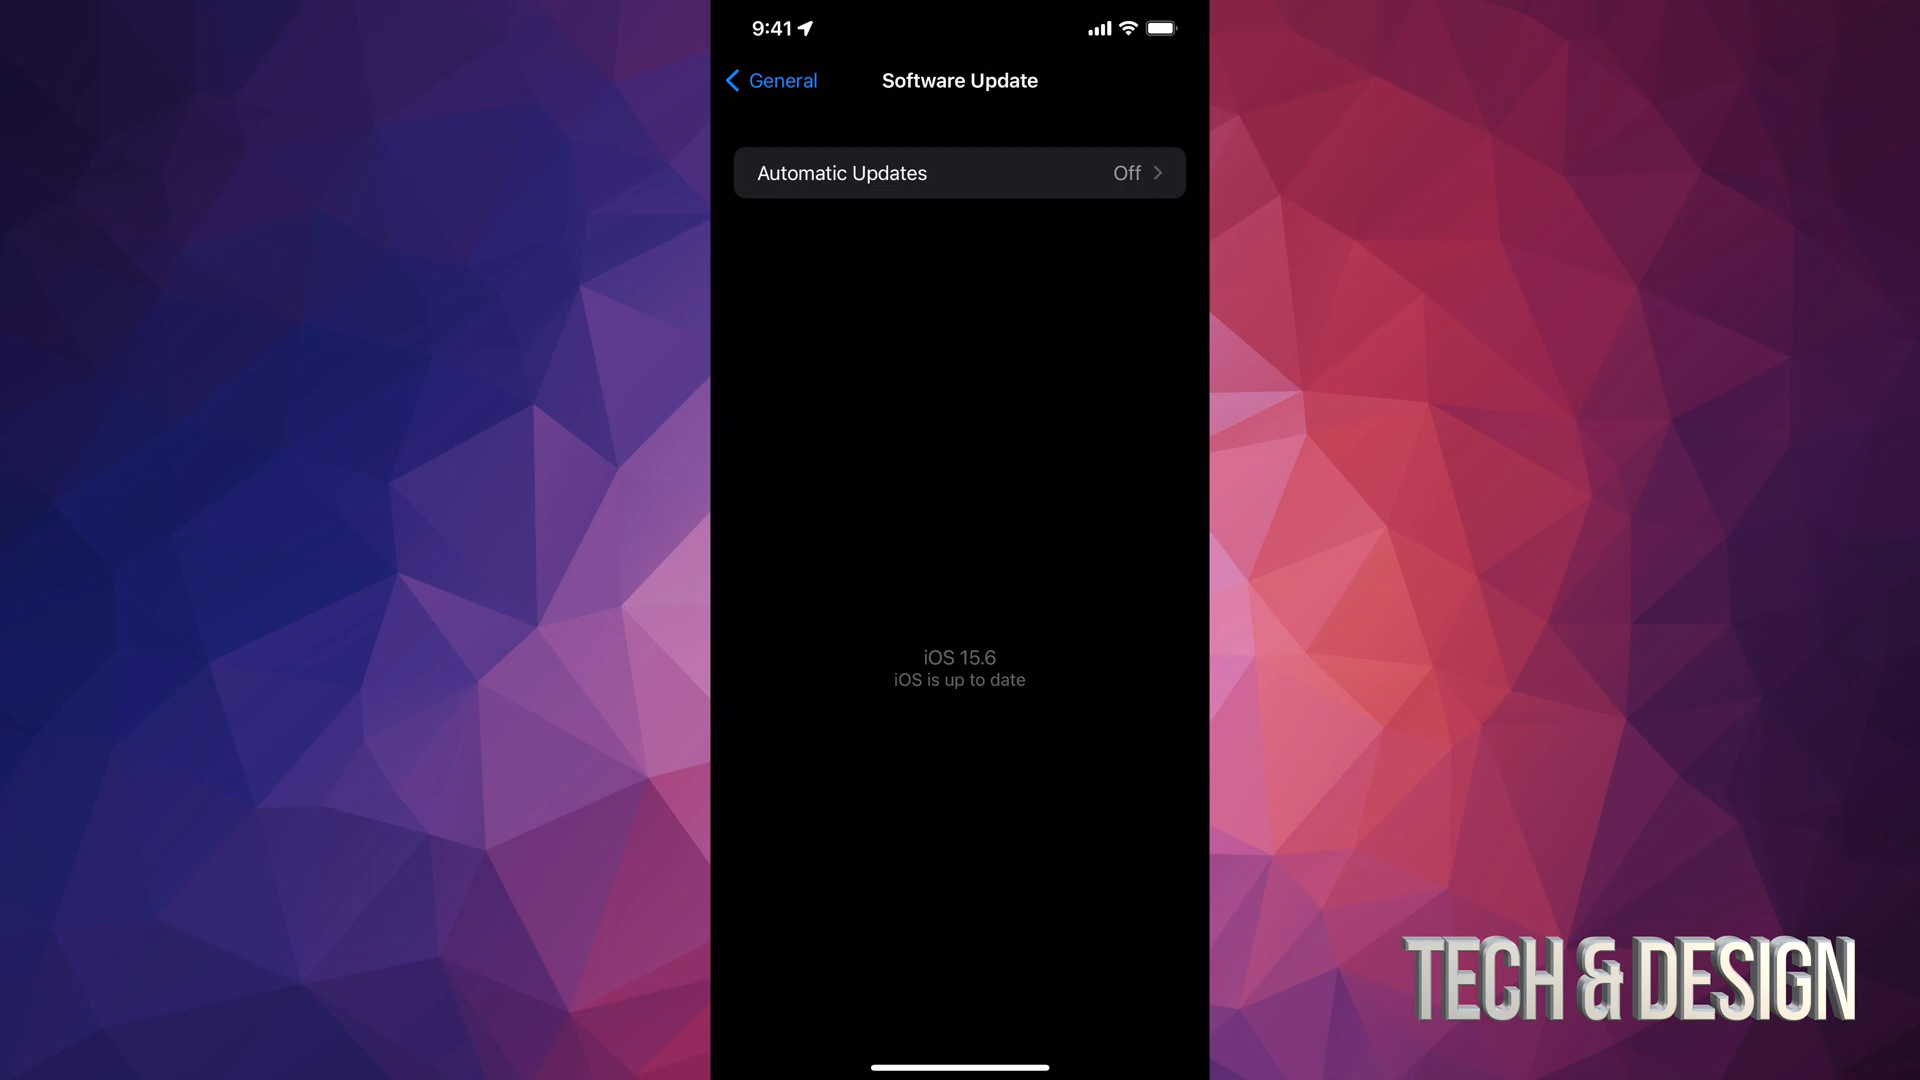 9:41
General
Software Update
Automatic Updates Off
iOS 15.6
iOS is up to date
TECH & DESIGN